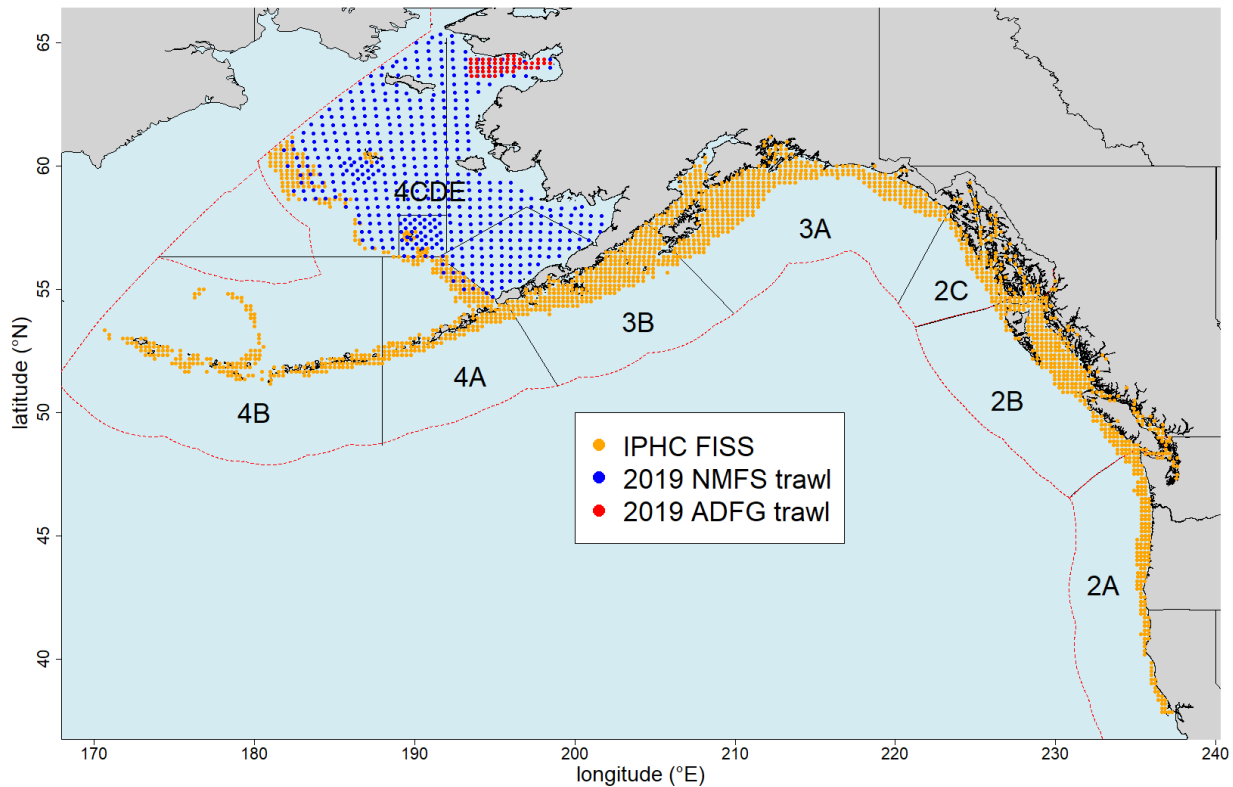 65
60
55
50
45
40
latitude (°N)
4CDE
3A
2C
3B
4A
4B
2B
2A
IPHC FISS
2019 NMFS trawl
2019 ADFG trawl
170
180
190
200
210
220
230
240
longitude (°E)